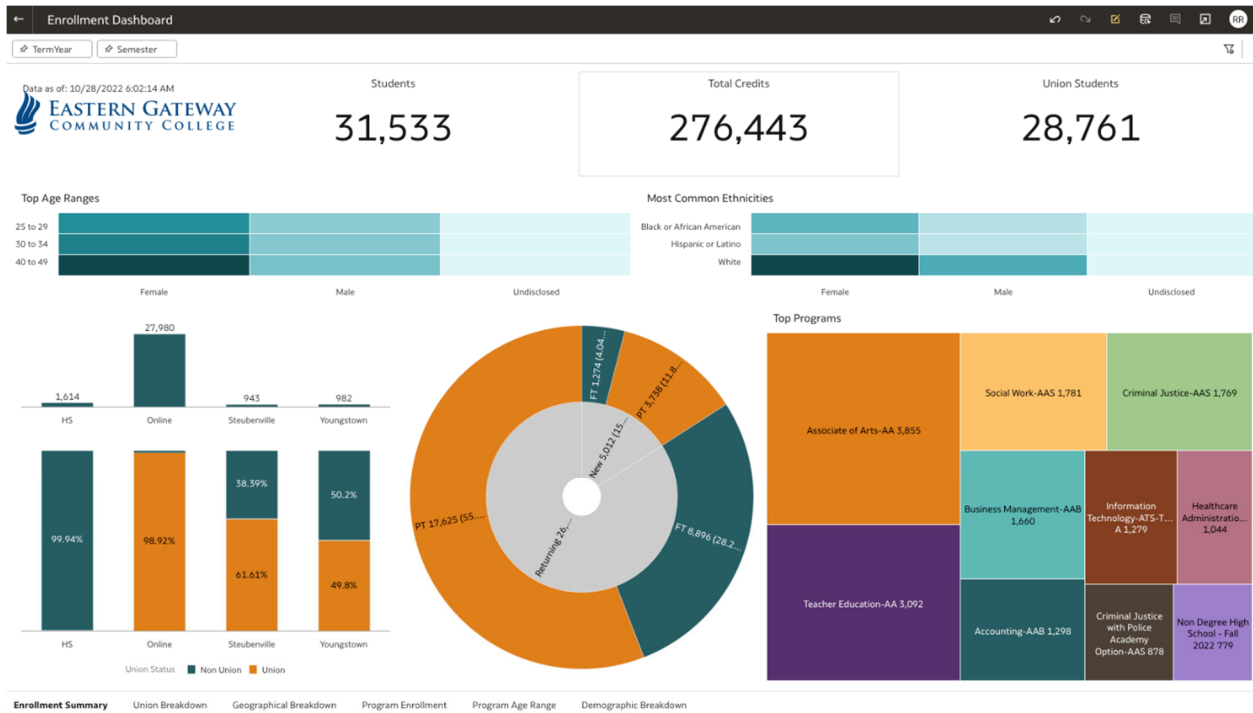 Enrollment Dashboard
RR
TermYear
Semester
Data as of: 10/28/2022 6:02:14 AM
EASTERN GATEWAY
COMMUNITY COLLEGE
Students
31,533
Total Credits
276,443
Union Students
28,761
Top Age Ranges
25 to 29
30 to 34
40 to 49
Female
Male
Undisclosed
Most Common Ethnicities
Black or African American
Hispanic or Latino
White
Female
Male
Undisclosed
1,614
27,980
943
982
HS
Online
Steubenville
Youngstown
99.94%
98.92%
38.39%
61.61%
50.2%
49.8%
HS
Online
Steubenville
Youngstown
Union Status
Non Union
Union
FT 1,274 (4.04...
PT 3,738 (11.8...
New 5,012 (15...
FT 8,896 (28.2...
PT 17,625 (55....
Returning 26,...
Top Programs
Associate of Arts-AA 3,855
Teacher Education-AA 3,092
Social Work-AAS 1,781
Criminal Justice-AAS 1,769
Business Management-AAB
1,660
Information
Technology-ATS-T...
A 1,279
Healthcare
Administratio...
1,044
Accounting-AAB 1,298
Criminal Justice
with Police
Academy
Option-AAS 878
Non Degree High
School - Fall
2022 779
Enrollment Summary
Union Breakdown
Geographical Breakdown
Program Enrollment
Program Age Range
Demographic Breakdown